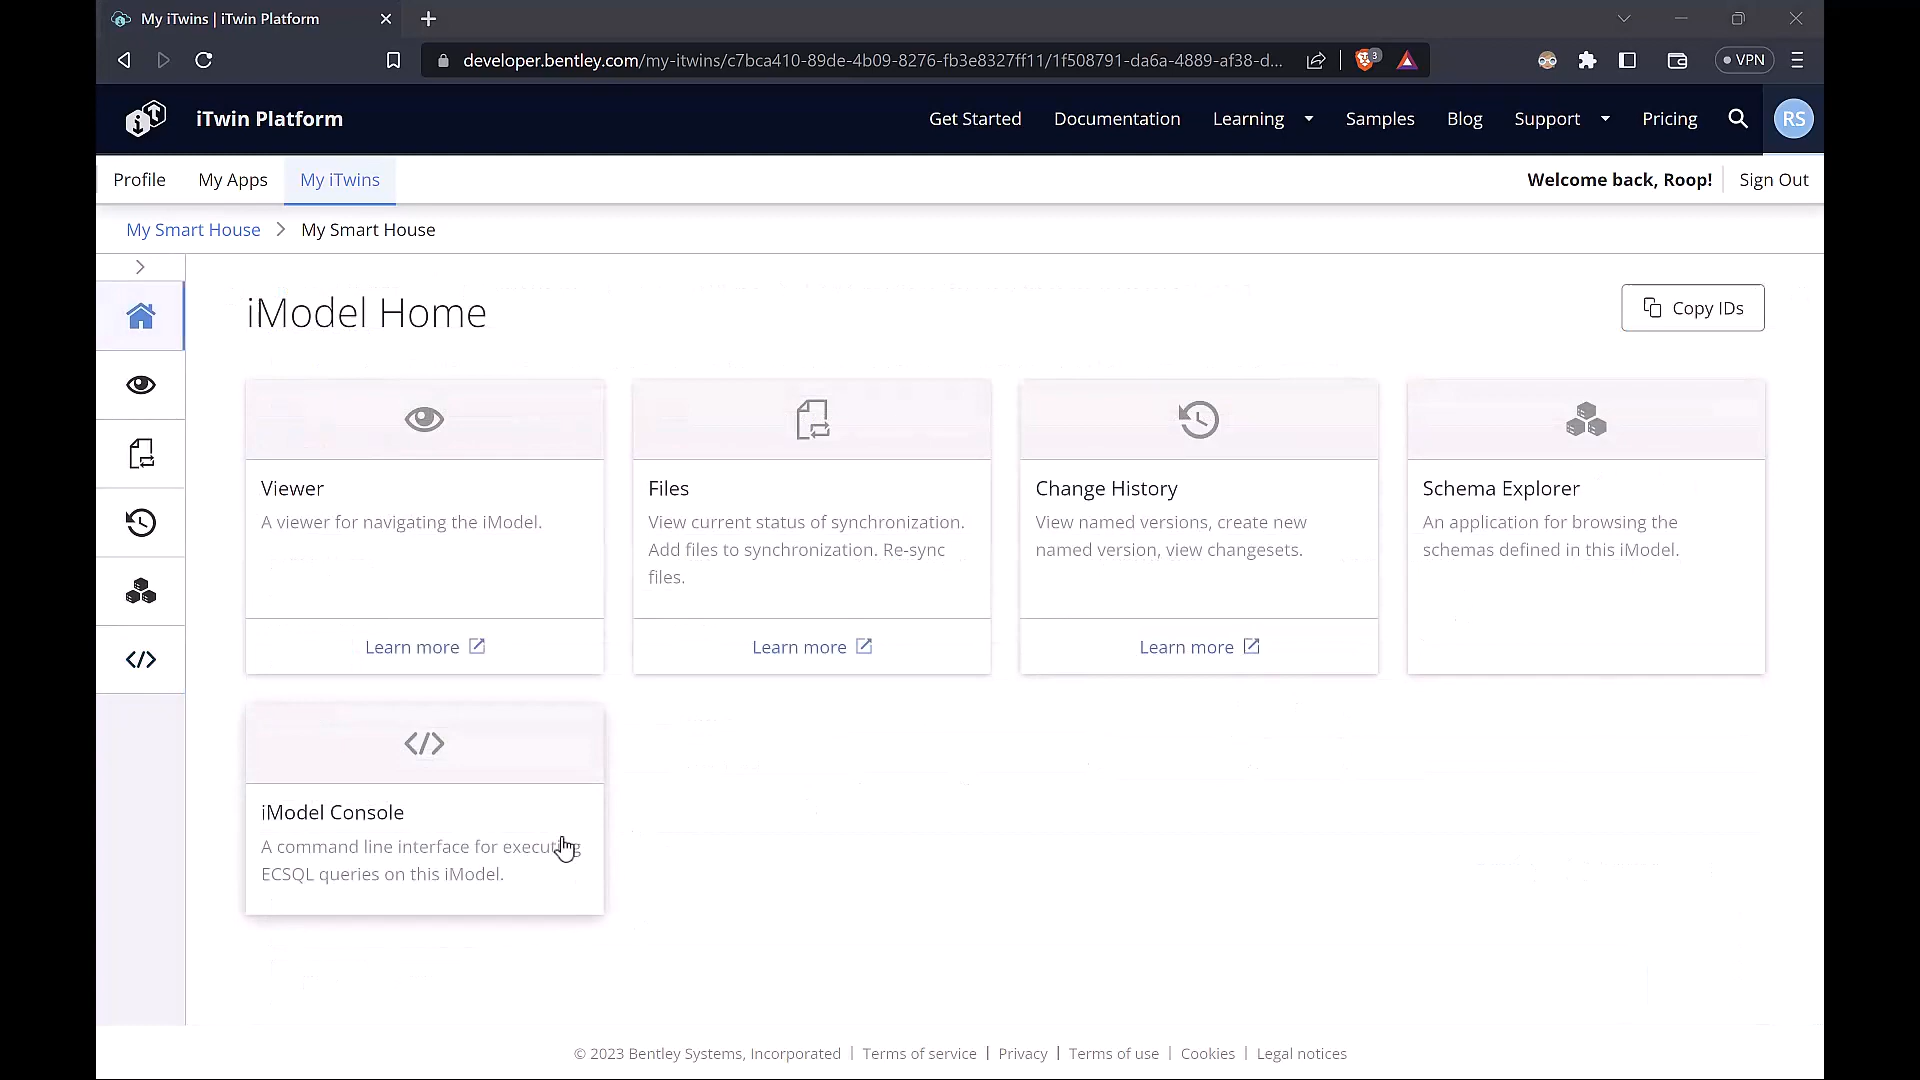 My iTwins | iTwin Platform
developer.bentley.com/my-itwins/c7bca410-89de-4b09-8276-fb3e8327ff11/1f508791-da6a-4889-af38-d...
3
VPN
iTwin Platform
Get Started
Documentation
Learning
Samples
Blog
Support
Pricing
RS
Profile
My Apps
My iTwins
Welcome back, Roop!
Sign Out
My Smart House
My Smart House
iModel Home
Copy IDs
Viewer
A viewer for navigating the iModel.
Learn more
Files
View current status of synchronization.
Add files to synchronization. Re-sync
files.
Learn more
Change History
View named versions, create new
named version, view changesets.
Learn more
Schema Explorer
An application for browsing the
schemas defined in this iModel.
iModel Console
A command line interface for executing
ECSQL queries on this iModel.
© 2023 Bentley Systems, Incorporated | Terms of service | Privacy | Terms of use | Cookies | Legal notices